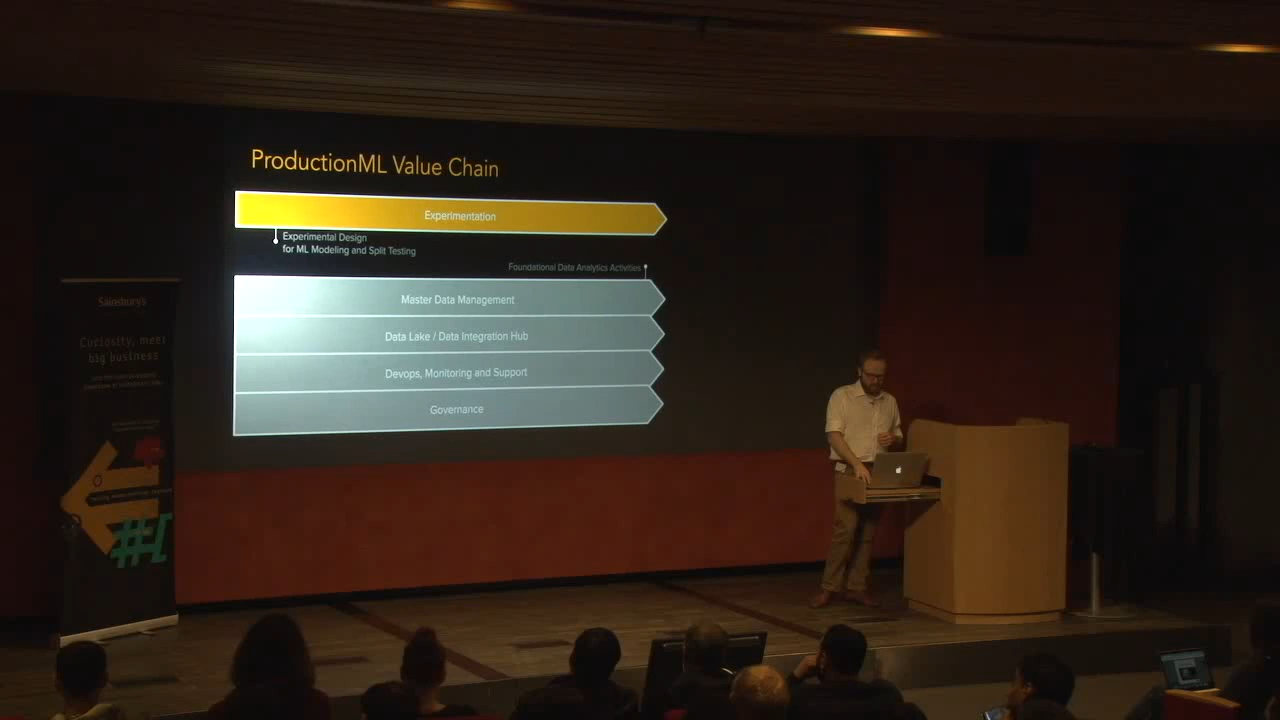 ProductionML Value Chain
Experimentation
Experimental Design
for ML Modeling and Split Testing
Foundational Data Analytics Activities
Master Data Management
Data Lake / Data Integration Hub
Devops, Monitoring and Support
Governance
Sainsbury's
Curiosity, meet
big business